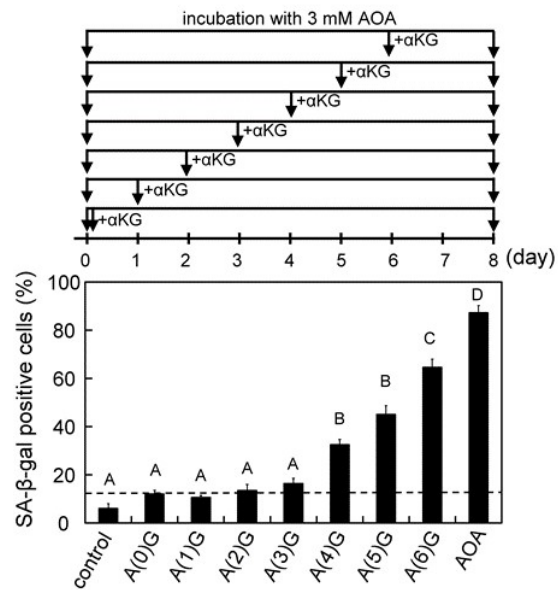 incubation with 3 mM AOA
+αKG
+αKG
+αKG
+αKG
+αKG
+αKG
+αKG
0 1 2 3 4 5 6 7 8 (day)
SA-β-gal positive cells (%)
100
80
60
40
20
0
A A A A A B B C D
control A(0)G A(1)G A(2)G A(3)G A(4)G A(5)G A(6)G AOA